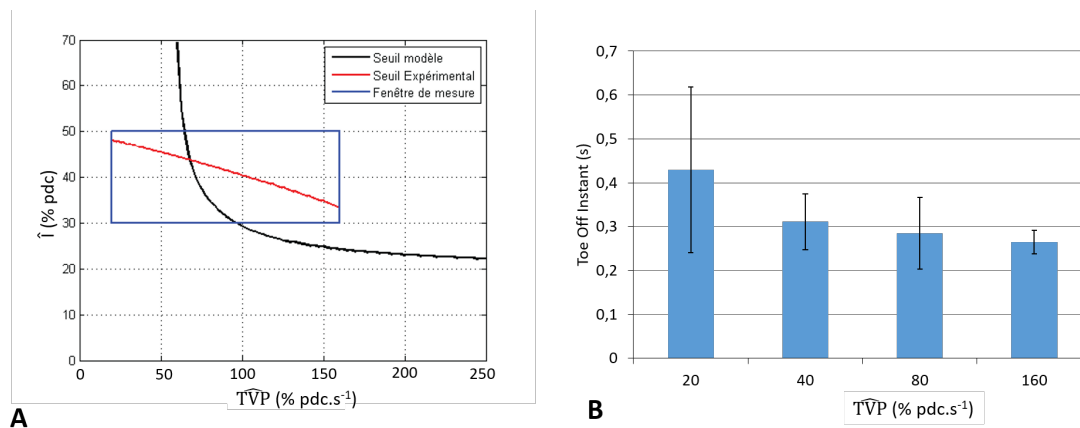 70
60
50
40
30
20
10
0
Î (% pdc)
Seuil modèle
Seuil Expérimental
Fenêtre de mesure
0 50 100 150 200 250
T͡VP (% pdc.s⁻¹)
A
0,7
0,6
0,5
0,4
0,3
0,2
0,1
0
Toe Off Instant (s)
20 40 80 160
T͡VP (% pdc.s⁻¹)
B